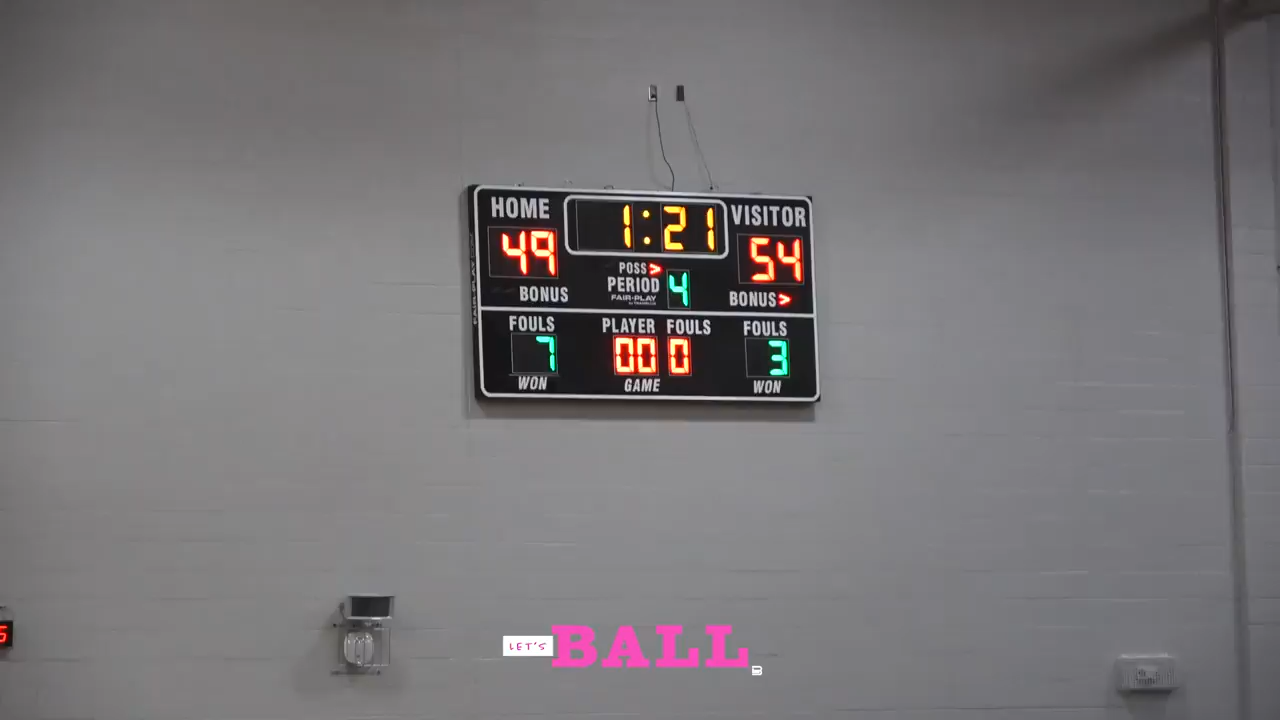 HOME
1:21
VISITOR
49
54
POSS >
PERIOD 4
FAIR-PLAY
BONUS
BONUS >
FOULS
PLAYER FOULS
FOULS
7
00 0
3
WON
GAME
WON
LET'S BALL